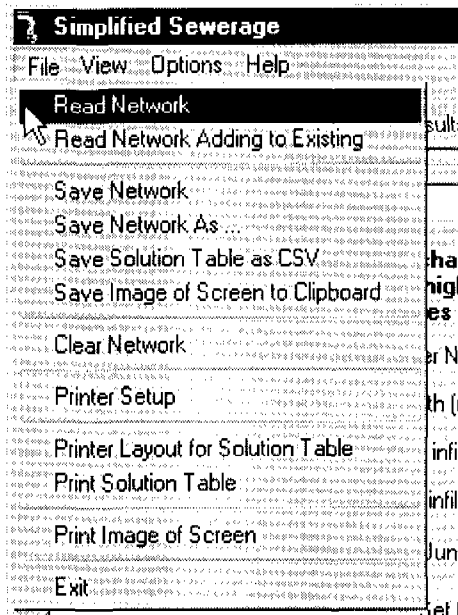 Simplified Sewerage
File View Options Help
Read Network
Read Network Adding to Existing
Save Network
Save Network As ...
Save Solution Table as CSV
Save Image of Screen to Clipboard
Clear Network
Printer Setup
Printer Layout for Solution Table
Print Solution Table
Print Image of Screen
Exit